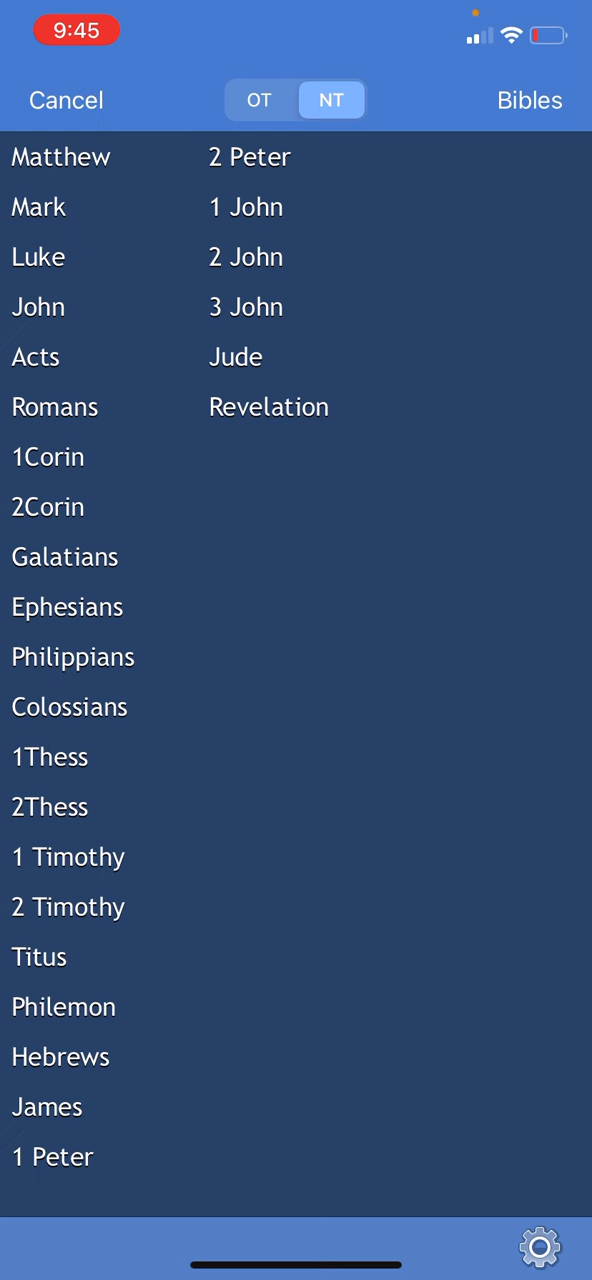 9:45
Cancel
OT
NT
Bibles
Matthew
Mark
Luke
John
Acts
Romans
1Corin
2Corin
Galatians
Ephesians
Philippians
Colossians
1Thess
2Thess
1 Timothy
2 Timothy
Titus
Philemon
Hebrews
James
1 Peter
2 Peter
1 John
2 John
3 John
Jude
Revelation